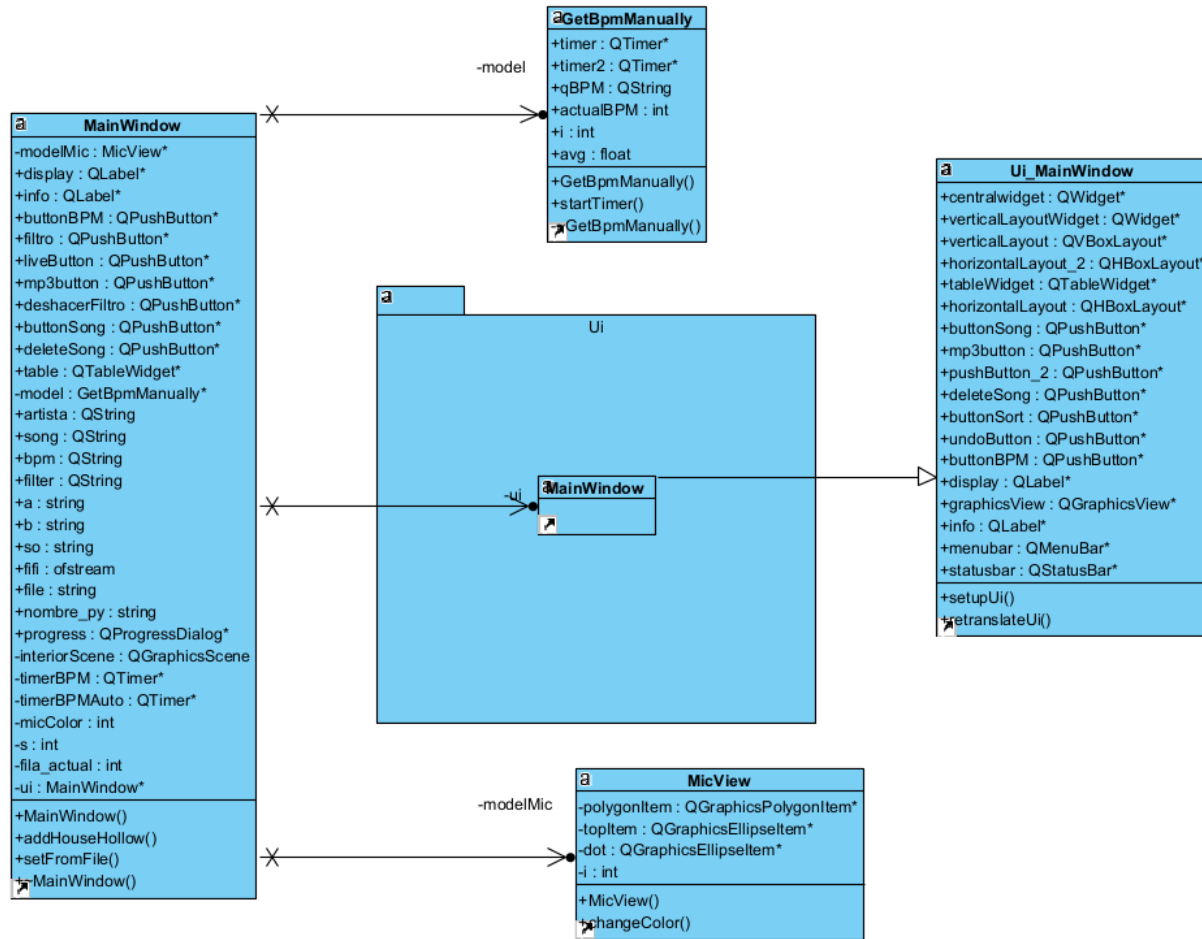 MainWindow
-modelMic : MicView*
+display : QLabel*
+info : QLabel*
+buttonBPM : QPushButton*
+filtro : QPushButton*
+liveButton : QPushButton*
+mp3button : QPushButton*
+deshacerFiltro : QPushButton*
+buttonSong : QPushButton*
+deleteSong : QPushButton*
+table : QTableWidget*
-model : GetBpmManually*
+artista : QString
+song : QString
+bpm : QString
+filter : QString
+a : string
+b : string
+so : string
+fifi : ofstream
+file : string
+nombre_py : string
+progress : QProgressDialog*
-interiorScene : QGraphicsScene
-timerBPM : QTimer*
-timerBPMAuto : QTimer*
-micColor : int
-s : int
-fila_actual : int
-ui : MainWindow*
+MainWindow()
+addHouseHollow()
+setFromFile()
+~MainWindow()
-model
GetBpmManually
+timer : QTimer*
+timer2 : QTimer*
+qBPM : QString
+actualBPM : int
+i : int
+avg : float
+GetBpmManually()
+startTimer()
GetBpmManually()
Ui
-ui
MainWindow
-modelMic
MicView
-polygonItem : QGraphicsPolygonItem*
-topItem : QGraphicsEllipseItem*
-dot : QGraphicsEllipseItem*
-i : int
+MicView()
+changeColor()
Ui_MainWindow
+centralwidget : QWidget*
+verticalLayoutWidget : QWidget*
+verticalLayout : QVBoxLayout*
+horizontalLayout_2 : QHBoxLayout*
+tableWidget : QTableWidget*
+horizontalLayout : QHBoxLayout*
+buttonSong : QPushButton*
+mp3button : QPushButton*
+pushButton_2 : QPushButton*
+deleteSong : QPushButton*
+buttonSort : QPushButton*
+undoButton : QPushButton*
+buttonBPM : QPushButton*
+display : QLabel*
+graphicsView : QGraphicsView*
+info : QLabel*
+menubar : QMenuBar*
+statusbar : QStatusBar*
+setupUi()
+retranslateUi()